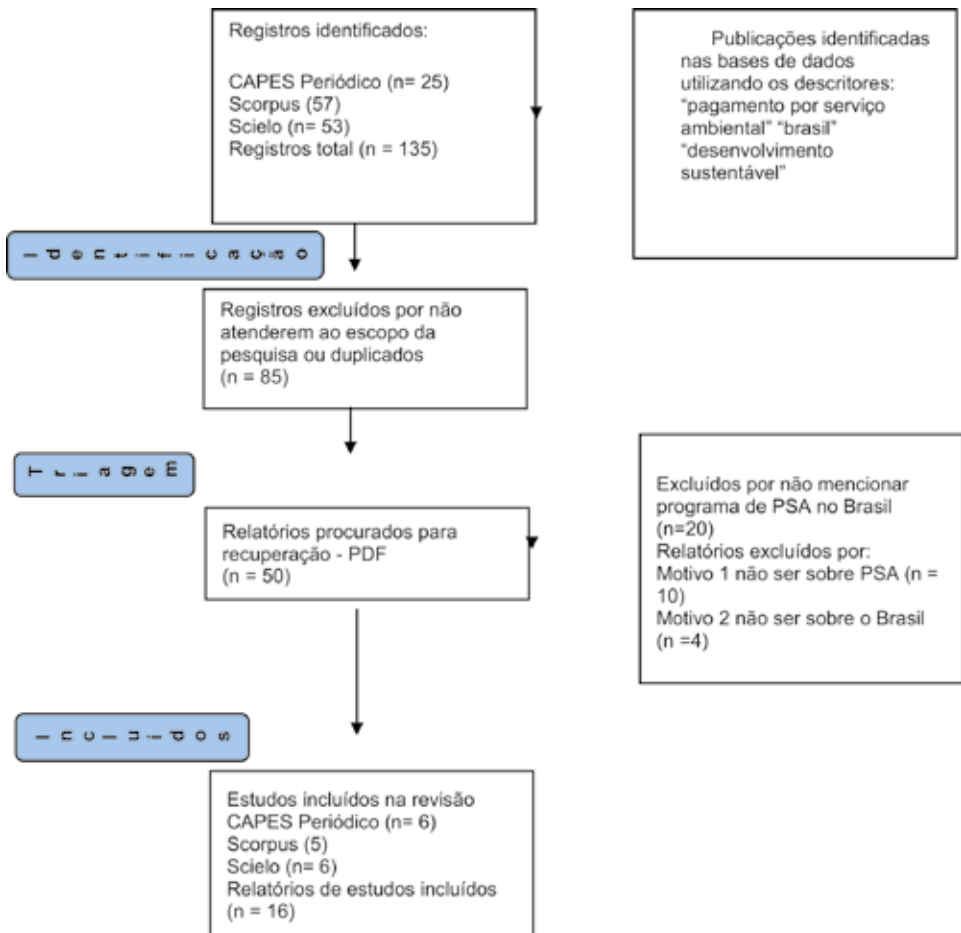 Registros identificados:
CAPES Periódico (n= 25)
Scorpus (57)
Scielo (n= 53)
Registros total (n = 135)
Publicações identificadas
nas bases de dados
utilizando os descritores:
“pagamento por serviço
ambiental” “brasil”
“desenvolvimento
sustentável”
Identificação
Registros excluídos por não
atenderem ao escopo da
pesquisa ou duplicados
(n = 85)
Triagem
Relatórios procurados para
recuperação - PDF
(n = 50)
Excluídos por não mencionar
programa de PSA no Brasil
(n=20)
Relatórios excluídos por:
Motivo 1 não ser sobre PSA (n =
10)
Motivo 2 não ser sobre o Brasil
(n =4)
Incluidos
Estudos incluídos na revisão
CAPES Periódico (n= 6)
Scorpus (5)
Scielo (n= 6)
Relatórios de estudos incluídos
(n = 16)